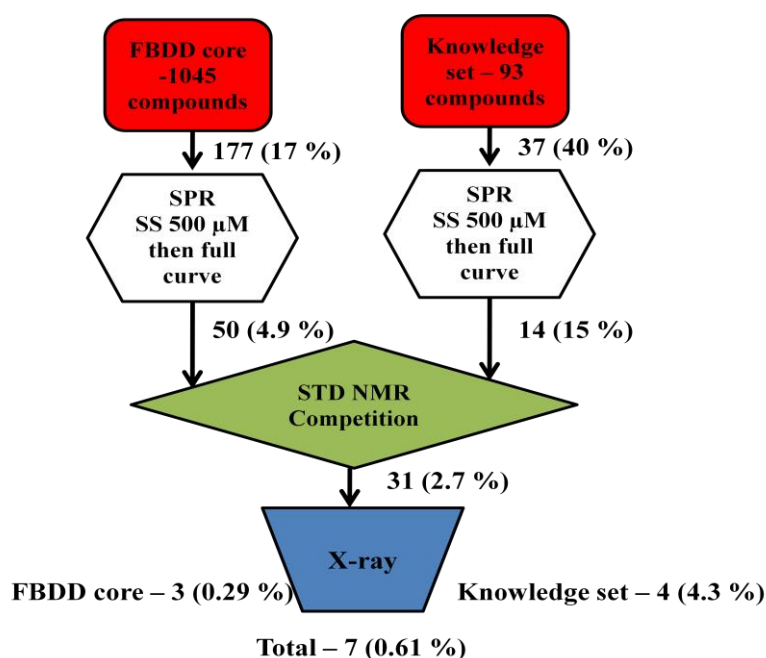 FBDD core
-1045
compounds
Knowledge
set – 93
compounds
177 (17 %)
37 (40 %)
SPR
SS 500 µM
then full
curve
SPR
SS 500 µM
then full
curve
50 (4.9 %)
14 (15 %)
STD NMR
Competition
31 (2.7 %)
X-ray
FBDD core – 3 (0.29 %)
Knowledge set – 4 (4.3 %)
Total – 7 (0.61 %)